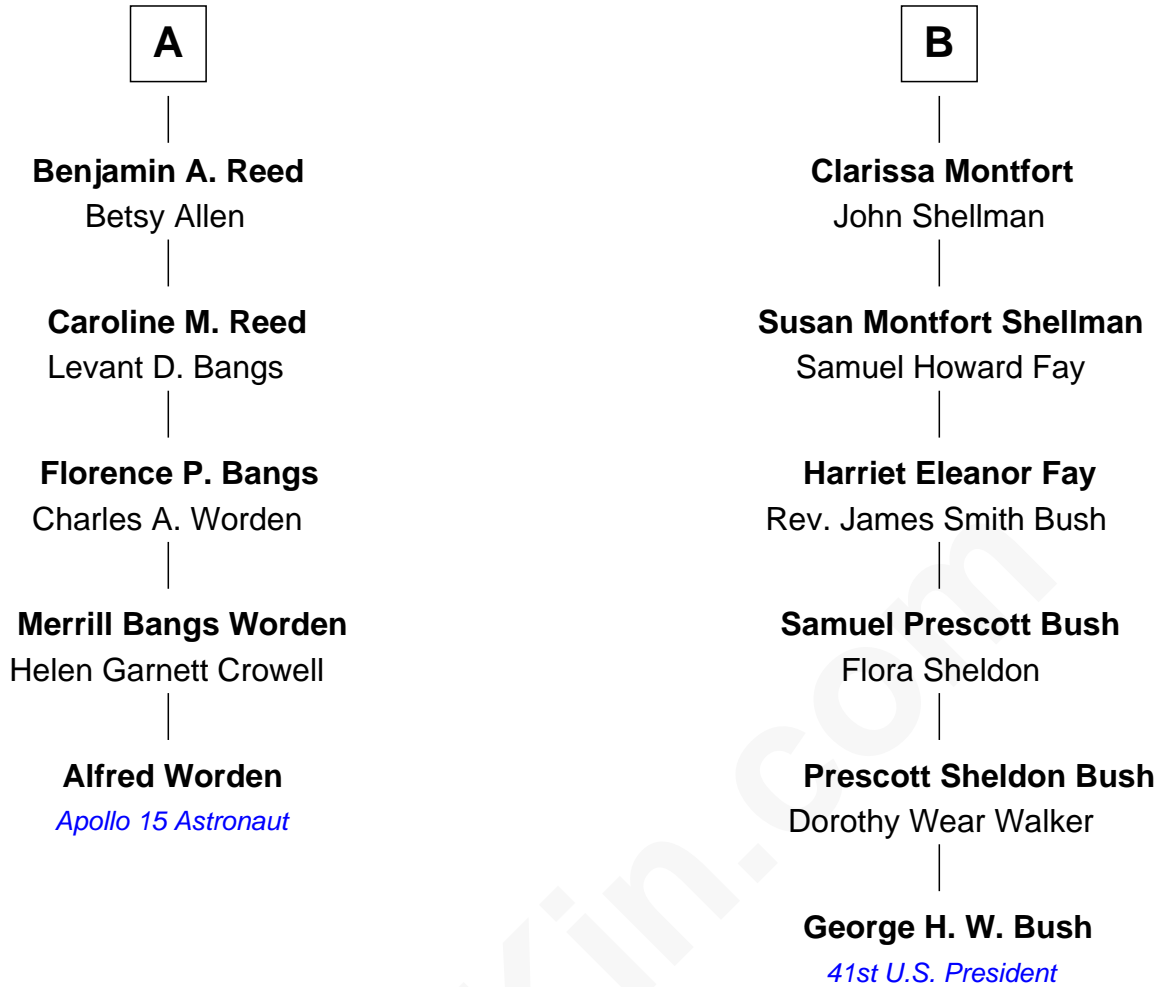 A
Benjamin A. Reed
Betsy Allen
Caroline M. Reed
Levant D. Bangs
Florence P. Bangs
Charles A. Worden
Merrill Bangs Worden
Helen Garnett Crowell
Alfred Worden
Apollo 15 Astronaut
B
Clarissa Montfort
John Shellman
Susan Montfort Shellman
Samuel Howard Fay
Harriet Eleanor Fay
Rev. James Smith Bush
Samuel Prescott Bush
Flora Sheldon
Prescott Sheldon Bush
Dorothy Wear Walker
George H. W. Bush
41st U.S. President
Kin.com